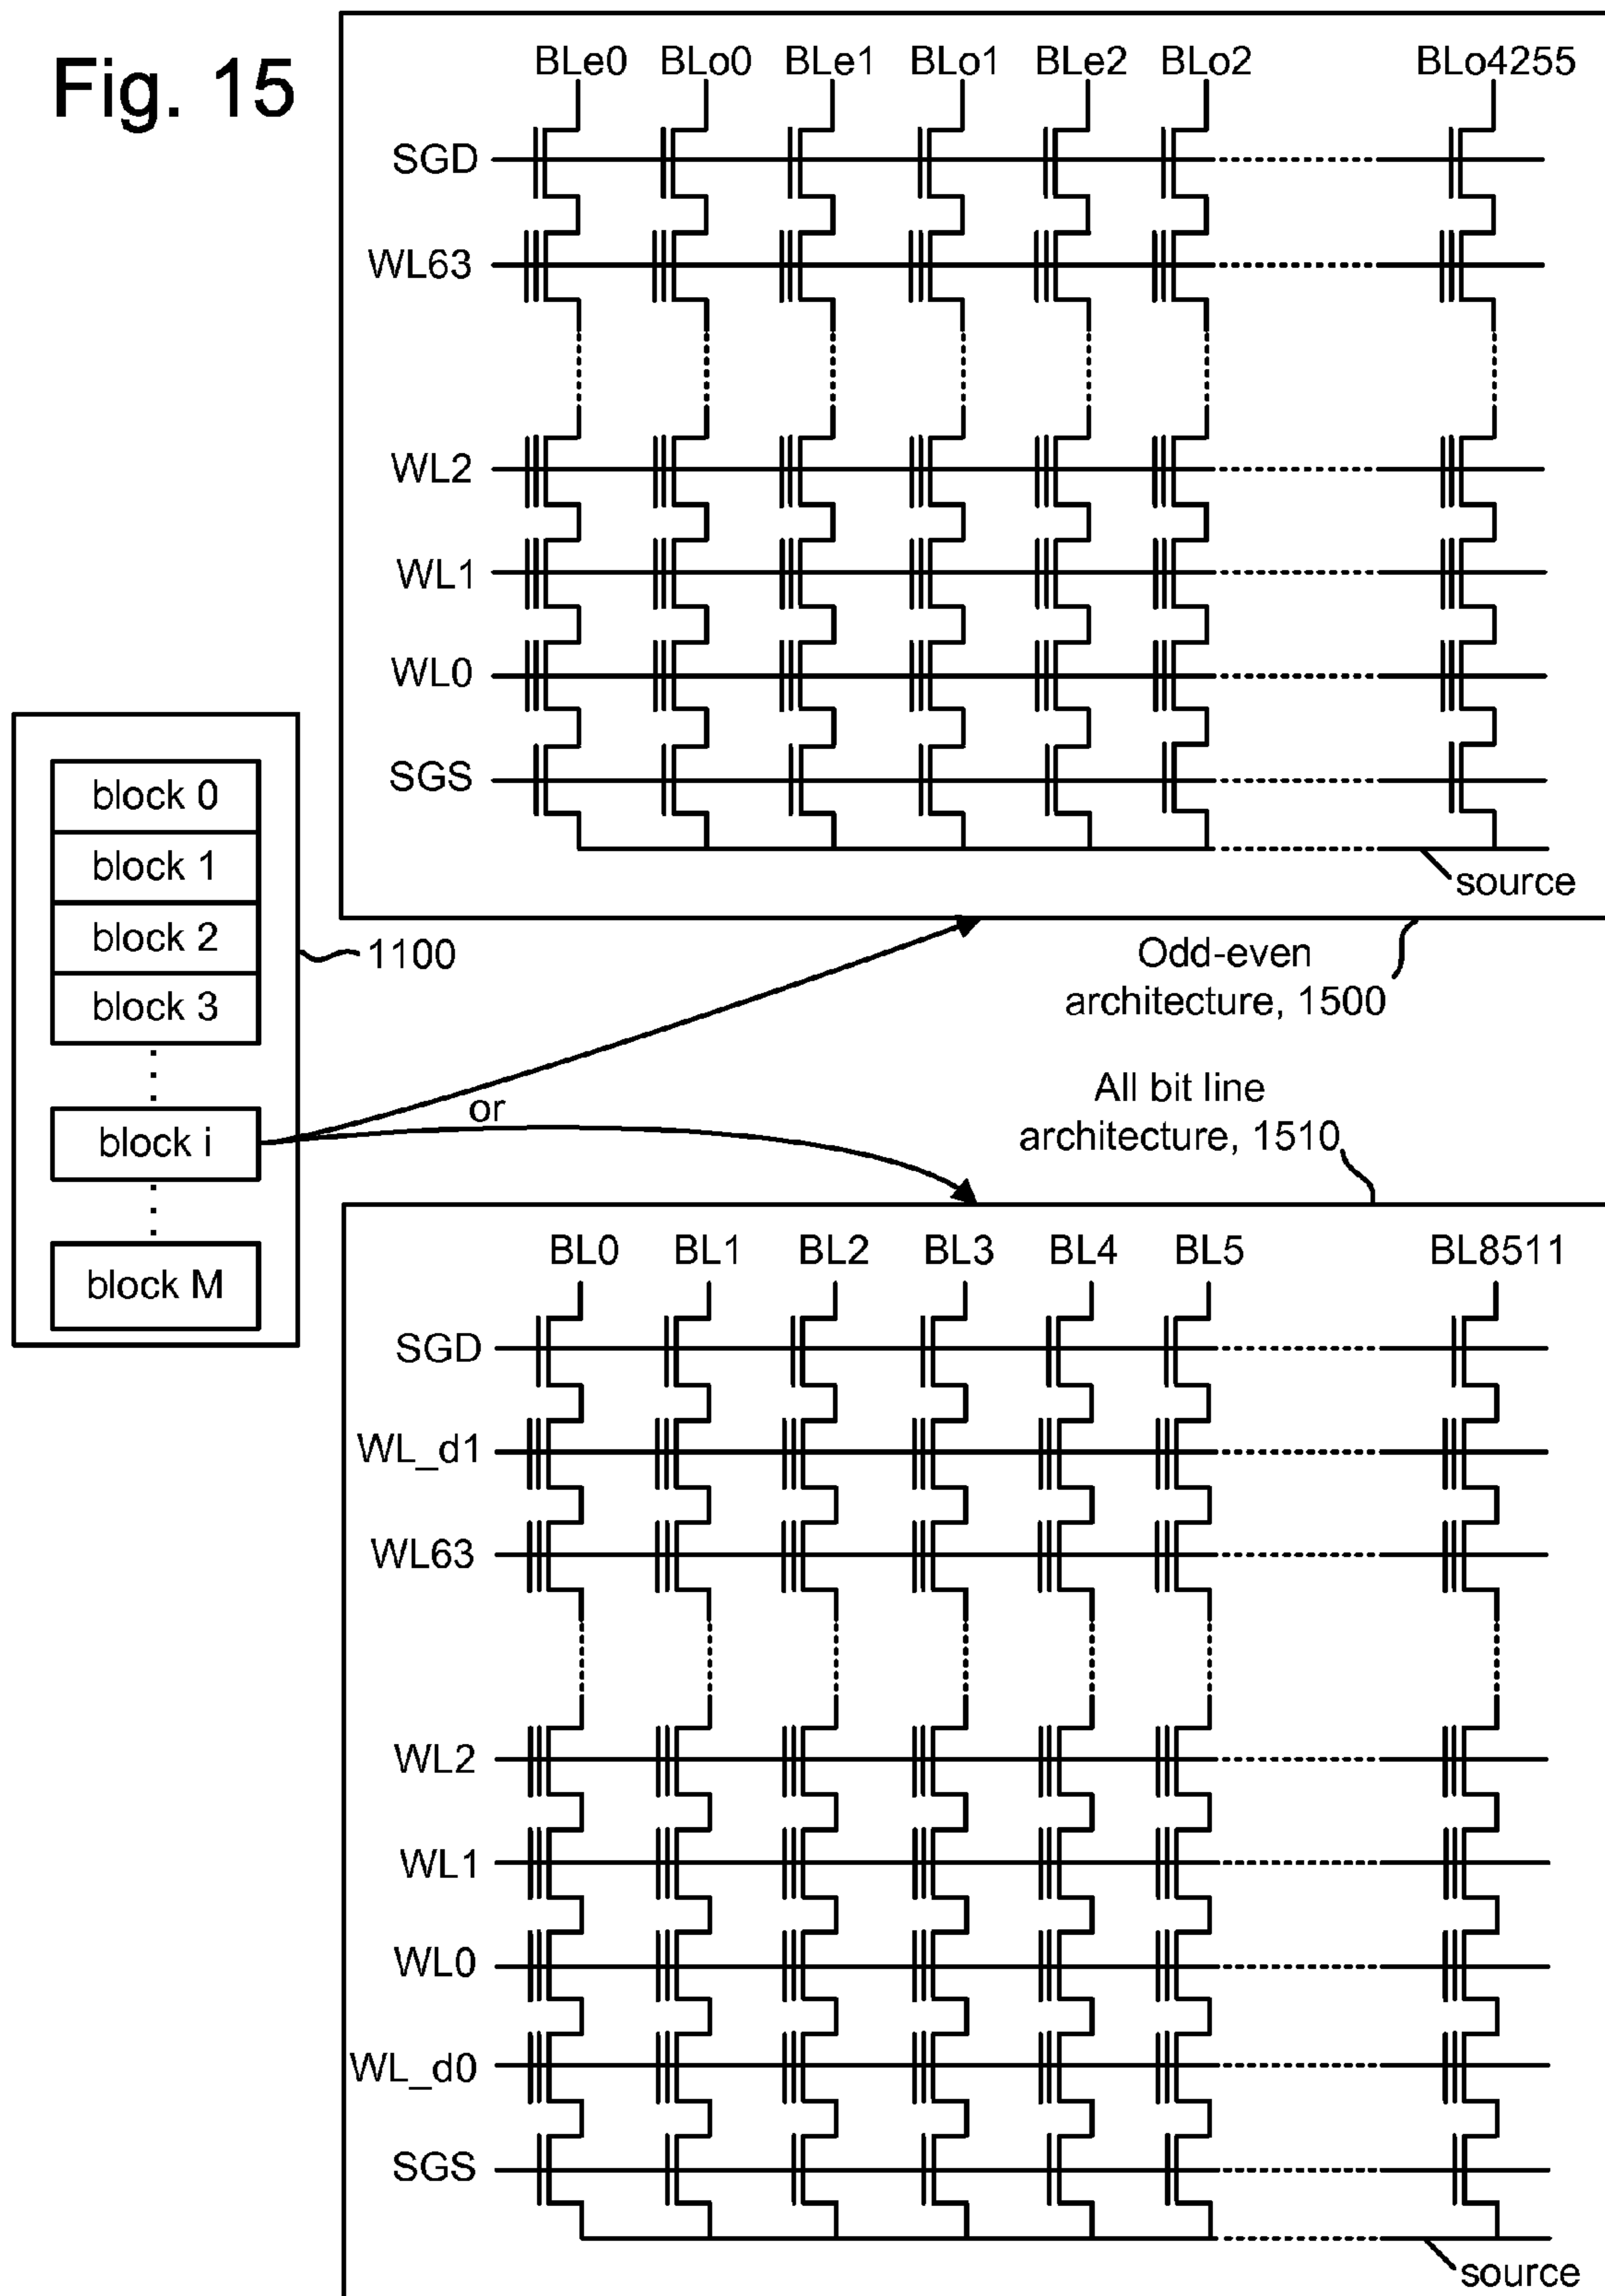 Fig. 15
BLe0 BLo0 BLe1 BLo1 BLe2 BLo2 BLo4255
SGD
WL63
WL2
WL1
WL0
SGS
source
block 0
block 1
block 2
block 3
block i
block M
1100
or
Odd-even
architecture, 1500
All bit line
architecture, 1510
BL0 BL1 BL2 BL3 BL4 BL5 BL8511
SGD
WL_d1
WL63
WL2
WL1
WL0
WL_d0
SGS
source